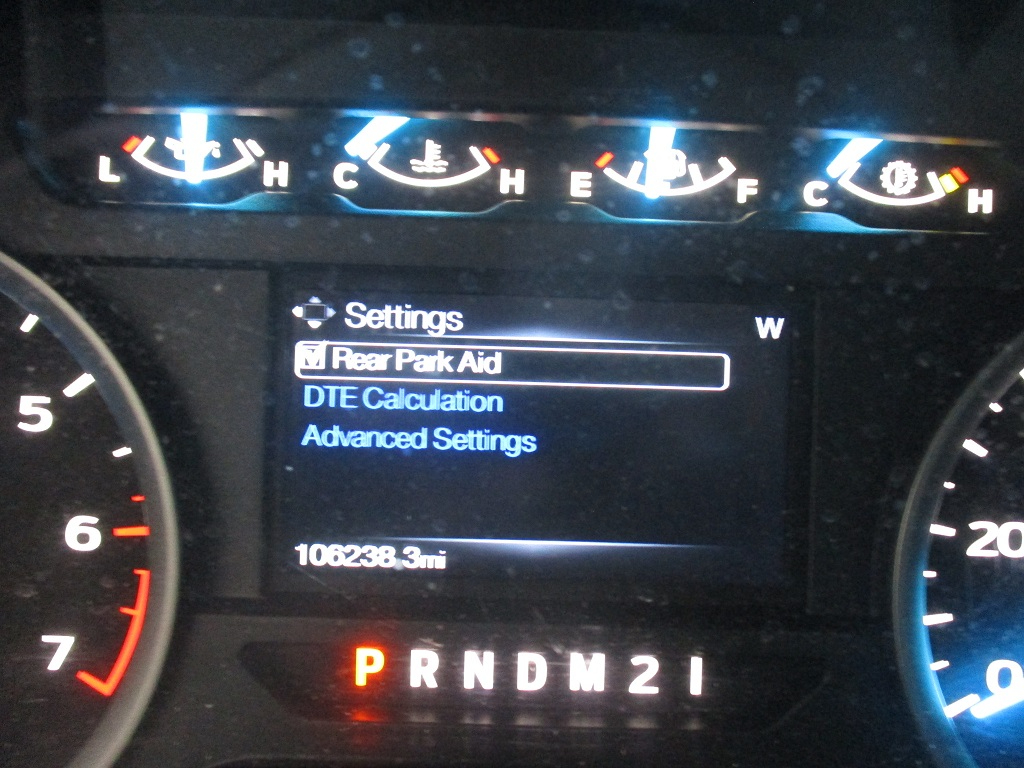 L H C H E F C H
Settings W
Rear Park Aid
DTE Calculation
Advanced Settings
106238.3mi
5
6
7
20
0
P R N D M 2 1